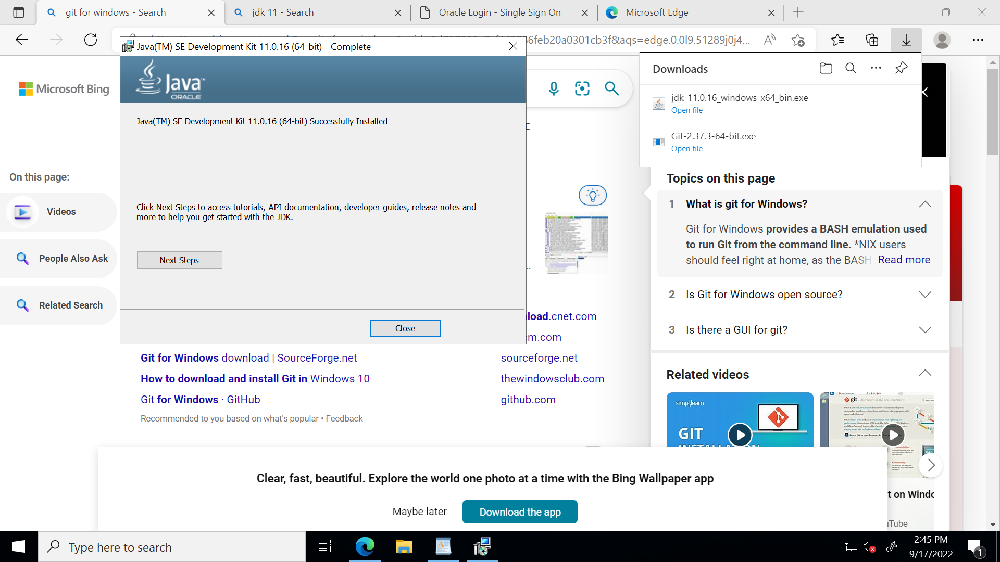 git for windows - Search
jdk 11 - Search
Oracle Login - Single Sign On
Microsoft Edge
feb20a0301cb3f&aqs=edge.0.0l9.51289j0j4...
Java(TM) SE Development Kit 11.0.16 (64-bit) - Complete
Java
ORACLE
Java(TM) SE Development Kit 11.0.16 (64-bit) Successfully Installed
Click Next Steps to access tutorials, API documentation, developer guides, release notes and
more to help you get started with the JDK.
Next Steps
Close
Downloads
jdk-11.0.16_windows-x64_bin.exe
Open file
Git-2.37.3-64-bit.exe
Open file
Microsoft Bing
E
On this page:
Videos
People Also Ask
Related Search
...
load.cnet.com
cm.com
Git for Windows download | SourceForge.net
sourceforge.net
How to download and install Git in Windows 10
thewindowsclub.com
Git for Windows · GitHub
github.com
Recommended to you based on what's popular • Feedback
Topics on this page
1 What is git for Windows?
Git for Windows provides a BASH emulation used
to run Git from the command line. *NIX users
should feel right at home, as the BASH Read more
2 Is Git for Windows open source?
3 Is there a GUI for git?
Related videos
simplilearn
GIT
INSTALLATION
git
t on Windo
uTube
Clear, fast, beautiful. Explore the world one photo at a time with the Bing Wallpaper app
Maybe later
Download the app
Type here to search
2:45 PM
9/17/2022
1